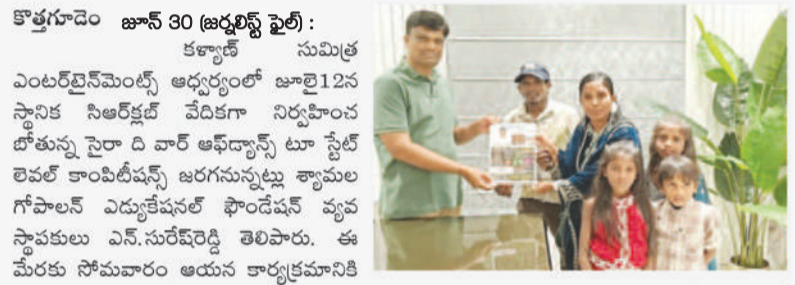 కొత్తగూడెం జూన్ 30 (జర్నలిస్ట్ ఫైల్) :
కళ్యాణ్ సుమిత్ర
ఎంటర్‌టైన్‌మెంట్స్ ఆధ్వర్యంలో జూలై12న
స్థానిక సిఆర్‌క్లబ్ వేదికగా నిర్వహించ
బోతున్న సైరా ది వార్ ఆఫ్‌డ్యాన్స్ టూ స్టేట్
లెవల్ కాంపిటీషన్స్ జరగనున్నట్లు శ్యామల
గోపాలన్ ఎడ్యుకేషనల్ ఫౌండేషన్ వ్యవ
స్థాపకులు ఎన్.సురేష్‌రెడ్డి తెలిపారు. ఈ
మేరకు సోమవారం ఆయన కార్యక్రమానికి